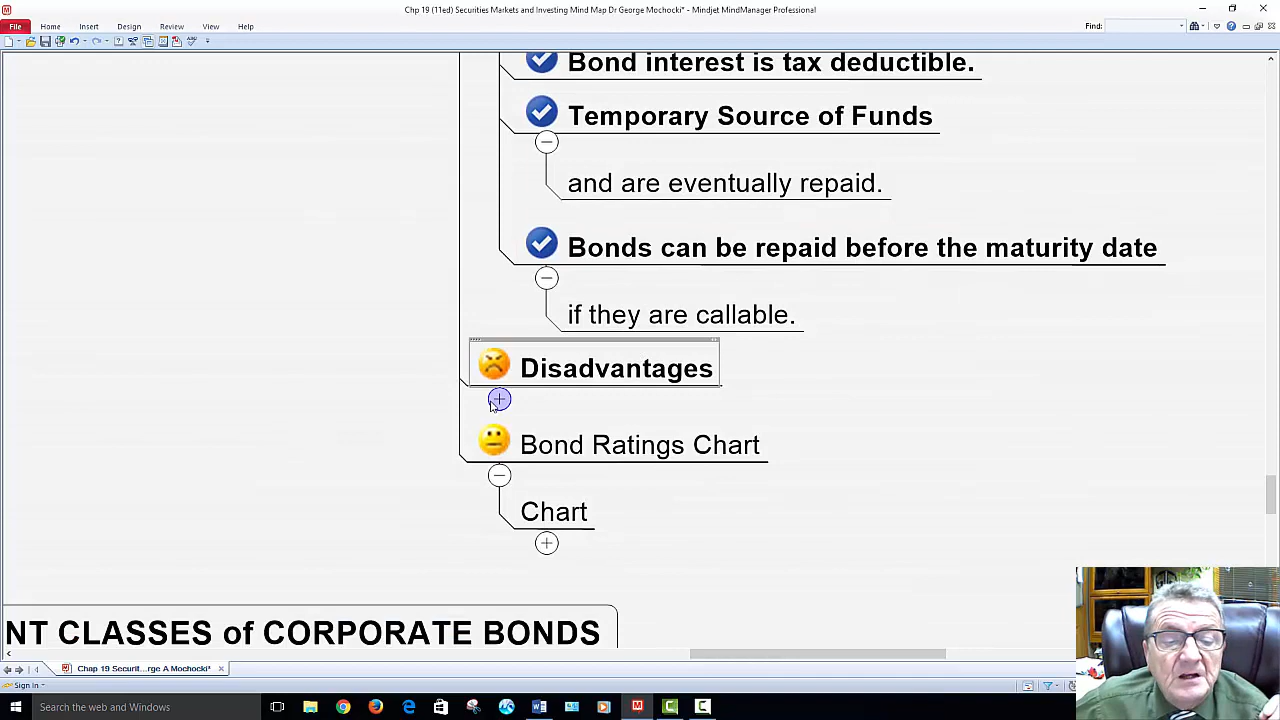 Chp 19 (11ed) Securities Markets and Investing Mind Map Dr George Mochocki* - Mindjet MindManager Professional
File Home Insert Design Review View Help Find:
Bond interest is tax deductible.
Temporary Source of Funds
and are eventually repaid.
Bonds can be repaid before the maturity date
if they are callable.
Disadvantages
Bond Ratings Chart
Chart
NT CLASSES of CORPORATE BONDS
Chap 19 Securit...rge A Mochocki*
Sign In
Search the web and Windows